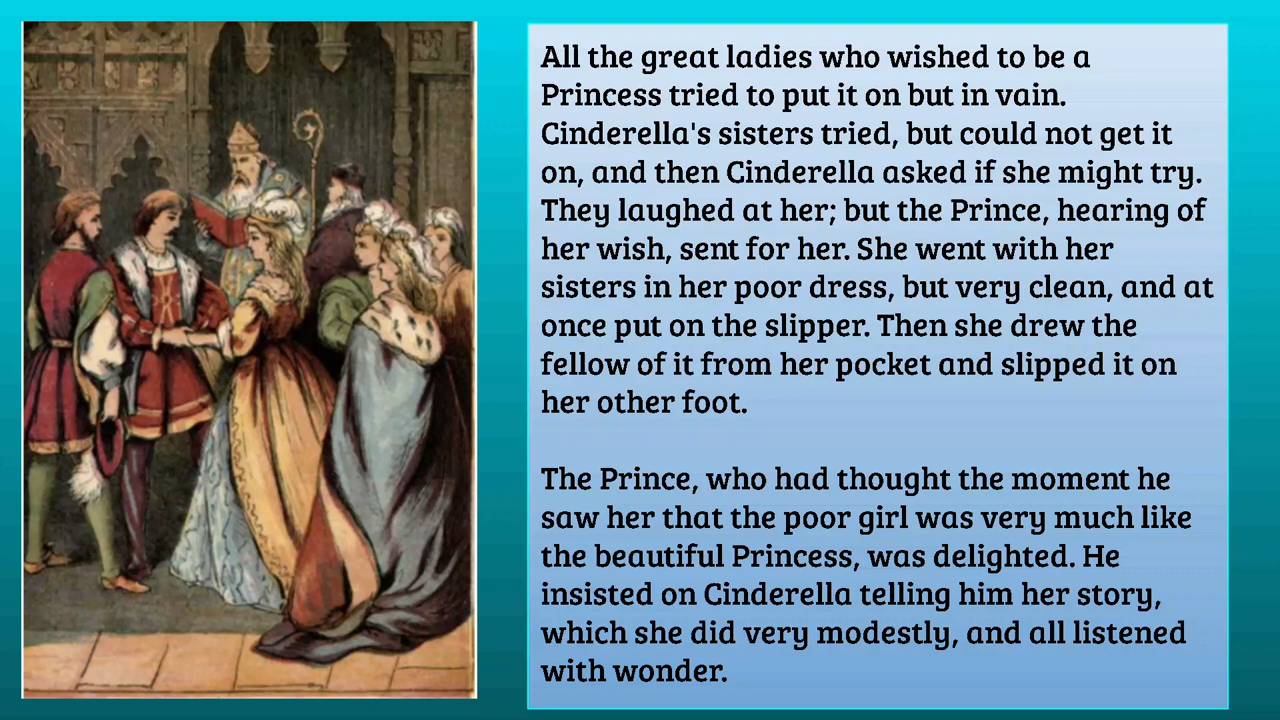 All the great ladies who wished to be a
Princess tried to put it on but in vain.
Cinderella's sisters tried, but could not get it
on, and then Cinderella asked if she might try.
They laughed at her; but the Prince, hearing of
her wish, sent for her. She went with her
sisters in her poor dress, but very clean, and at
once put on the slipper. Then she drew the
fellow of it from her pocket and slipped it on
her other foot.
The Prince, who had thought the moment he
saw her that the poor girl was very much like
the beautiful Princess, was delighted. He
insisted on Cinderella telling him her story,
which she did very modestly, and all listened
with wonder.